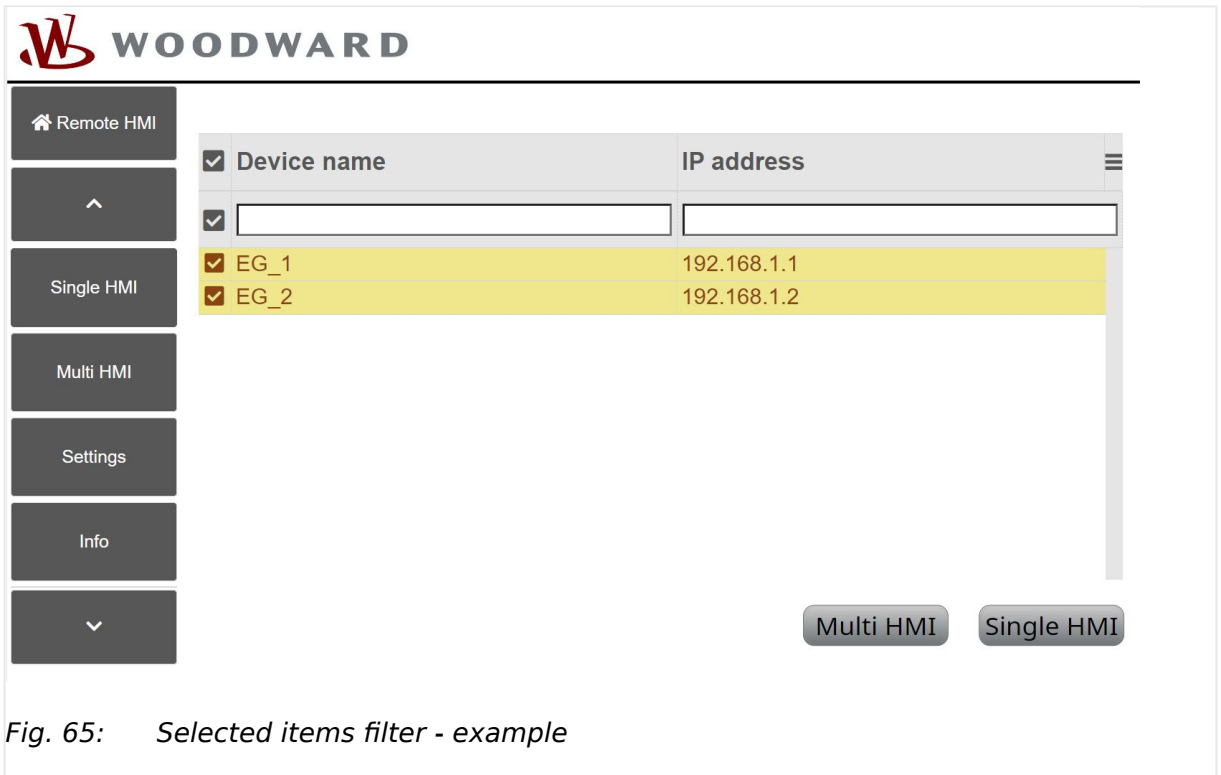 WOODWARD
Remote HMI
Device name IP address
Single HMI
EG_1 192.168.1.1
EG_2 192.168.1.2
Multi HMI
Settings
Info
Multi HMI Single HMI
Fig. 65: Selected items filter - example